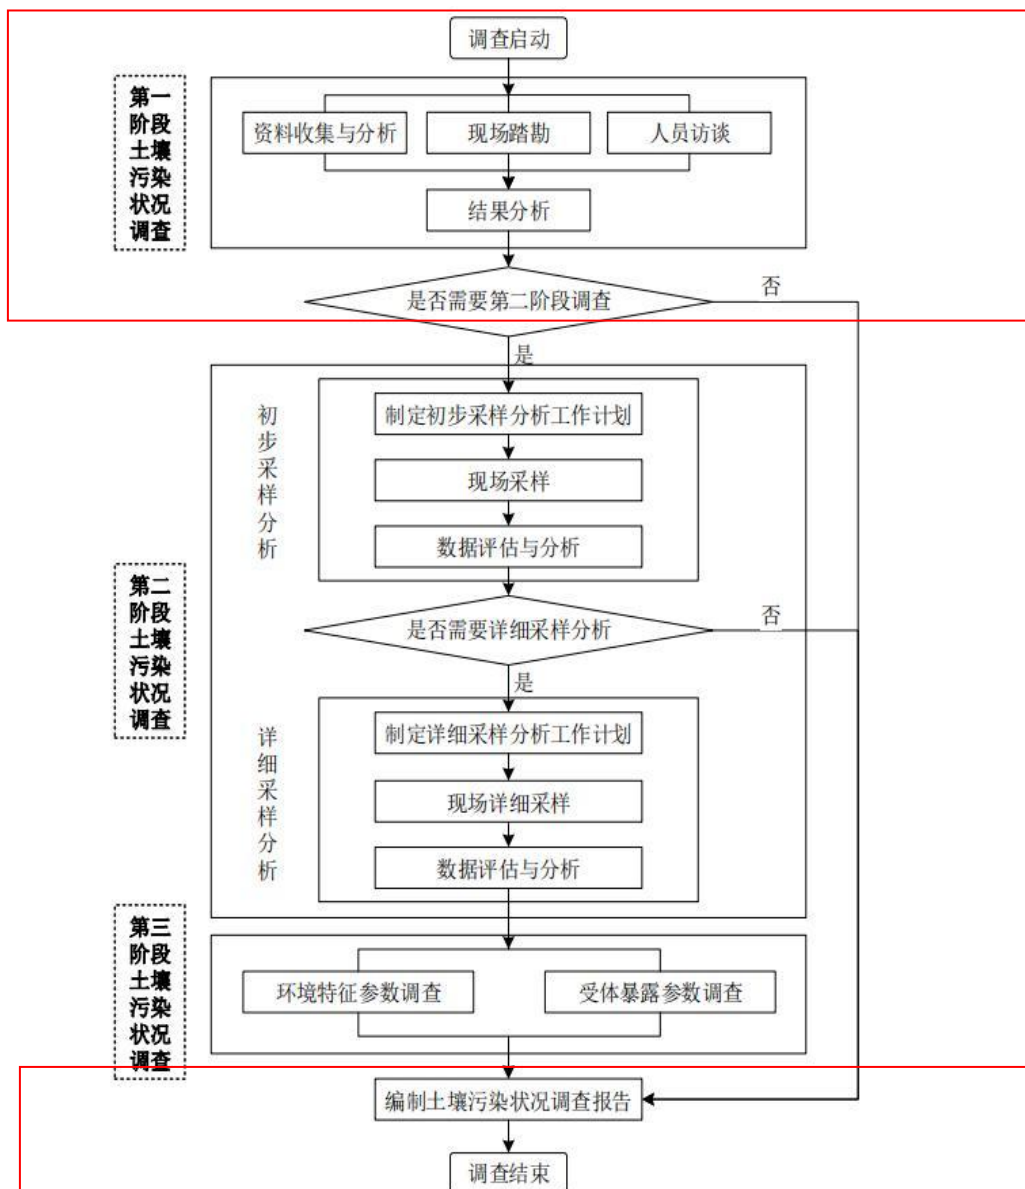 调查启动
第一
阶段
土壤
污染
状况
调查
资料收集与分析
现场踏勘
人员访谈
结果分析
是否需要第二阶段调查
否
是
初步采样分析
制定初步采样分析工作计划
现场采样
数据评估与分析
第二
阶段
土壤
污染
状况
调查
是否需要详细采样分析
否
是
详细采样分析
制定详细采样分析工作计划
现场详细采样
数据评估与分析
第三
阶段
土壤
污染
状况
调查
环境特征参数调查
受体暴露参数调查
编制土壤污染状况调查报告
调查结束